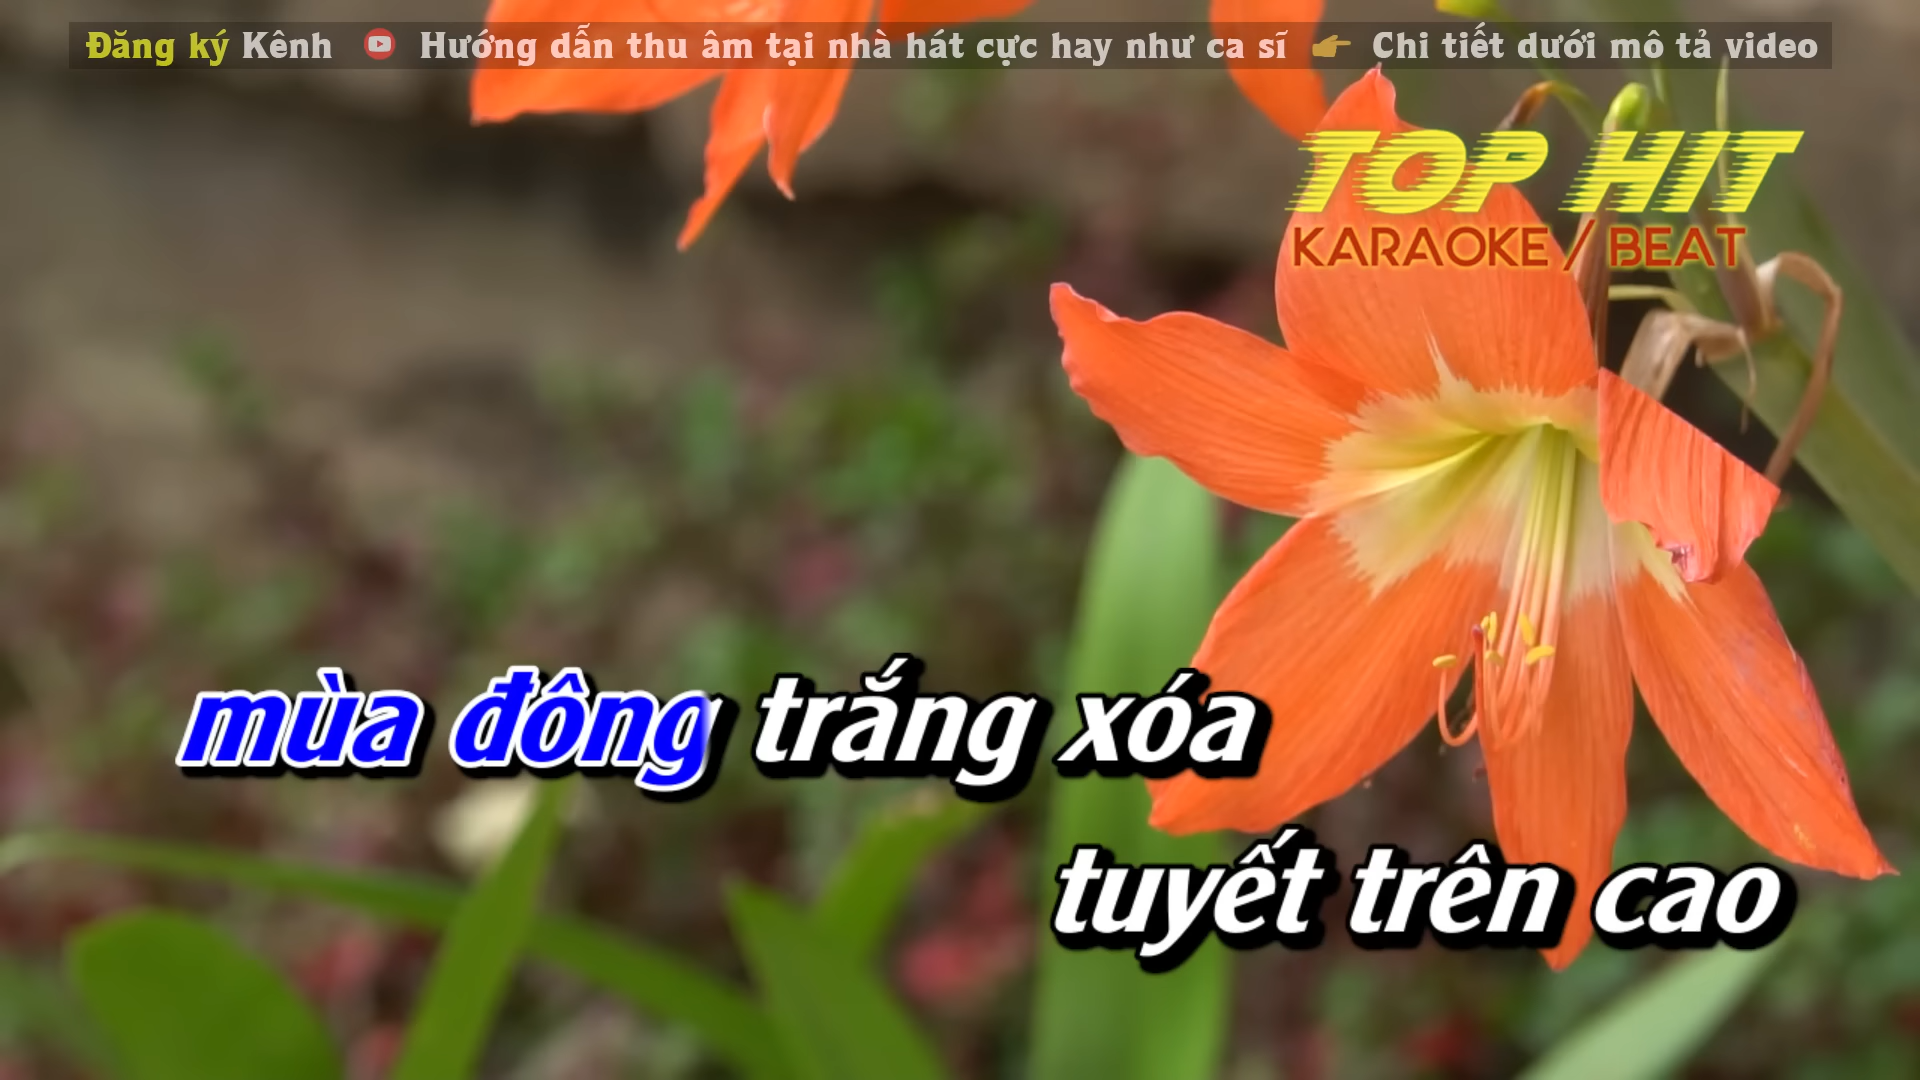 Đăng ký Kênh Hướng dẫn thu âm tại nhà hát cực hay như ca sĩ Chi tiết dưới mô tả video
TOP HIT
KARAOKE / BEAT
mùa đông trắng xóa
tuyết trên cao